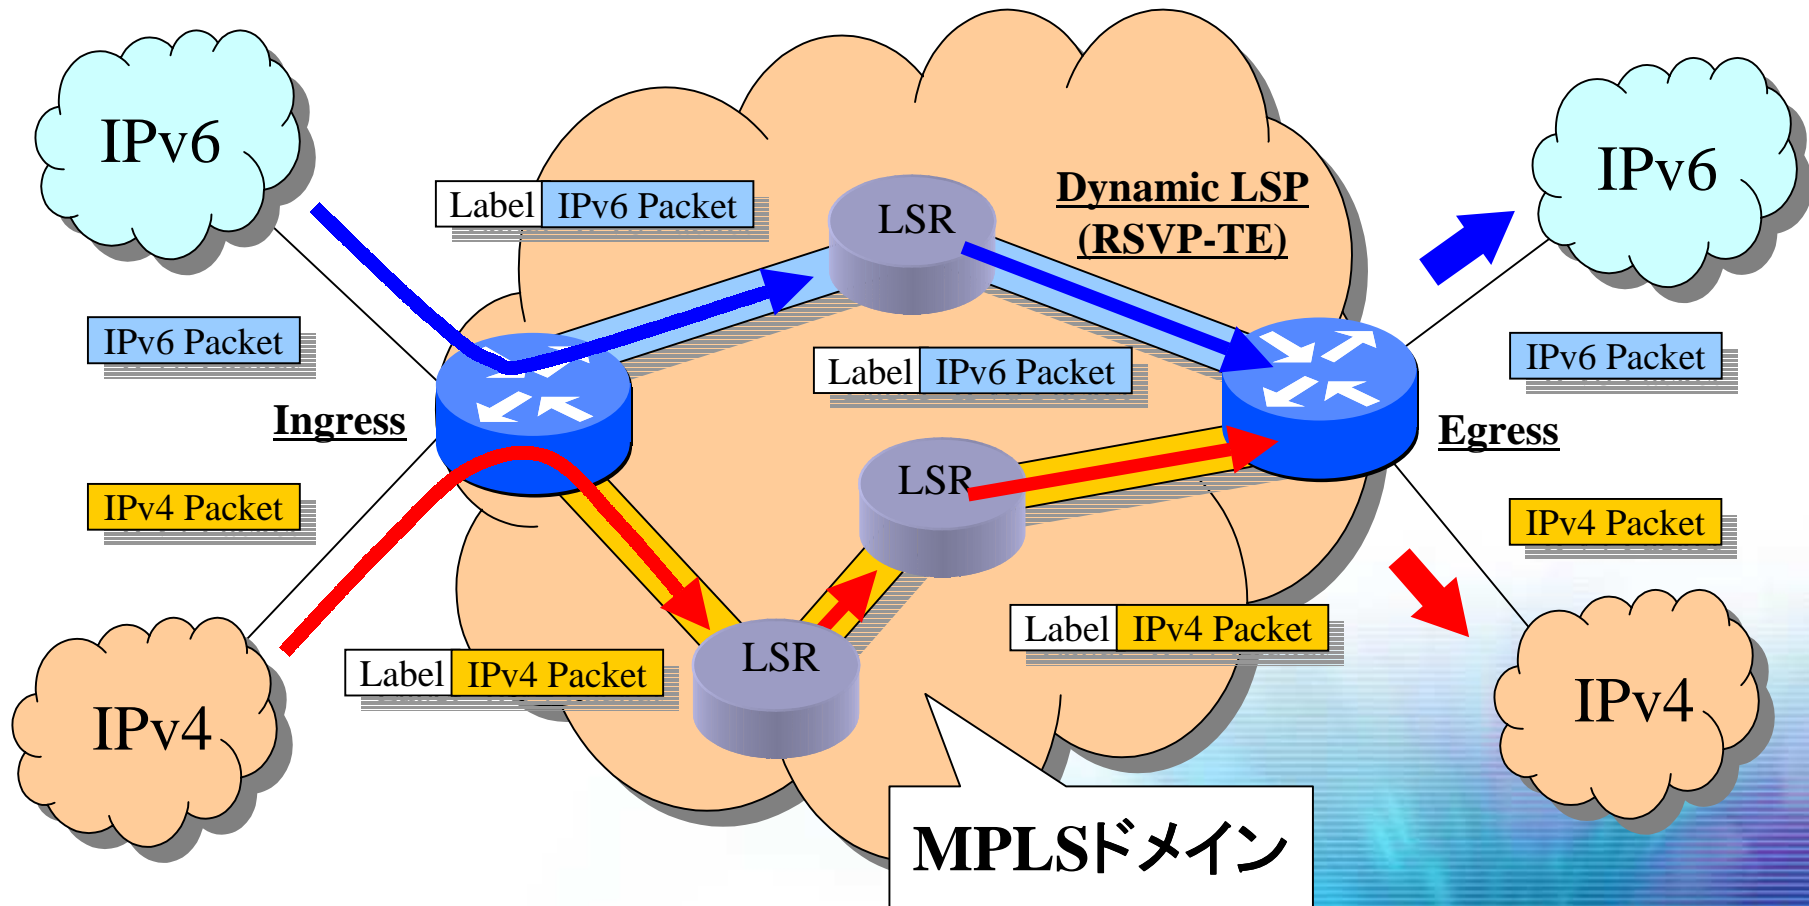 IPv6
IPv6
Label IPv6 Packet
LSR
Dynamic LSP
(RSVP-TE)
IPv6 Packet
Label IPv6 Packet
IPv6 Packet
Ingress
Egress
IPv4 Packet
LSR
IPv4 Packet
Label IPv4 Packet
Label IPv4 Packet
LSR
IPv4
IPv4
MPLSドメイン